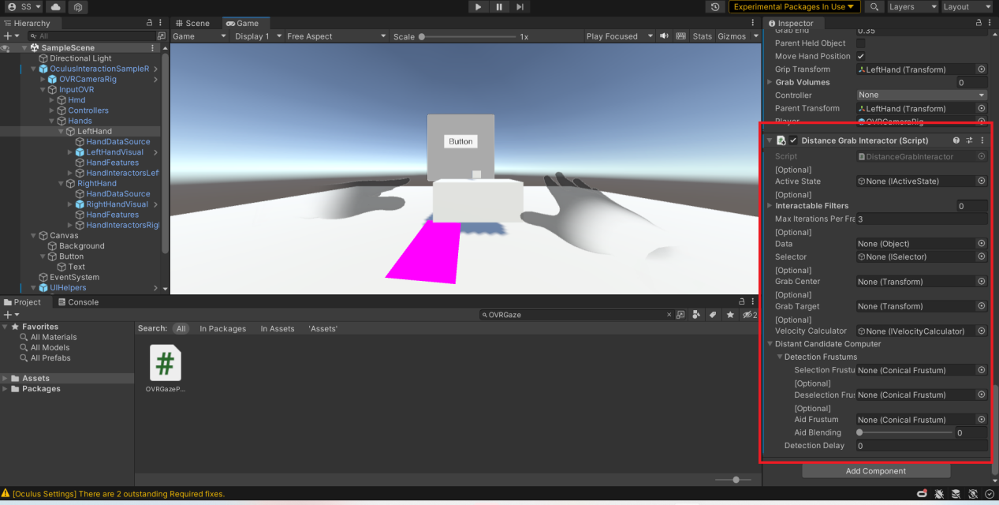 SS
Experimental Packages In Use
Layers
Layout
Hierarchy
All
SampleScene
Directional Light
OculusInteractionSampleR
OVRCameraRig
InputOVR
Hmd
Controllers
Hands
LeftHand
HandDataSource
LeftHandVisual
HandFeatures
HandInteractorsLef
RightHand
HandDataSource
RightHandVisual
HandFeatures
HandInteractorsRigl
Canvas
Background
Button
Text
EventSystem
UIHelpers
Scene
Game
Game
Display 1
Free Aspect
Scale
1x
Play Focused
Stats
Gizmos
Button
Inspector
Grab End
0.35
Parent Held Object
Move Hand Position
Grip Transform
LeftHand (Transform)
Grab Volumes
0
Controller
None
Parent Transform
LeftHand (Transform)
Player
OVRCameraRig
Distance Grab Interactor (Script)
Script
DistanceGrabInteractor
[Optional]
Active State
None (IActiveState)
[Optional]
Interactable Filters
0
Max Iterations Per Fra
3
[Optional]
Data
None (Object)
Selector
None (ISelector)
[Optional]
Grab Center
None (Transform)
[Optional]
Grab Target
None (Transform)
[Optional]
Velocity Calculator
None (IVelocityCalculator)
Distant Candidate Computer
Detection Frustums
Selection Frustu
None (Conical Frustum)
[Optional]
Deselection Frus
None (Conical Frustum)
[Optional]
Aid Frustum
None (Conical Frustum)
Aid Blending
0
Detection Delay
0
Add Component
Project
Console
OVRGaze
2
Favorites
All Materials
All Models
All Prefabs
Assets
Packages
Search:
All
In Packages
In Assets
'Assets'
OVRGazeP...
[Oculus Settings] There are 2 outstanding Required fixes.